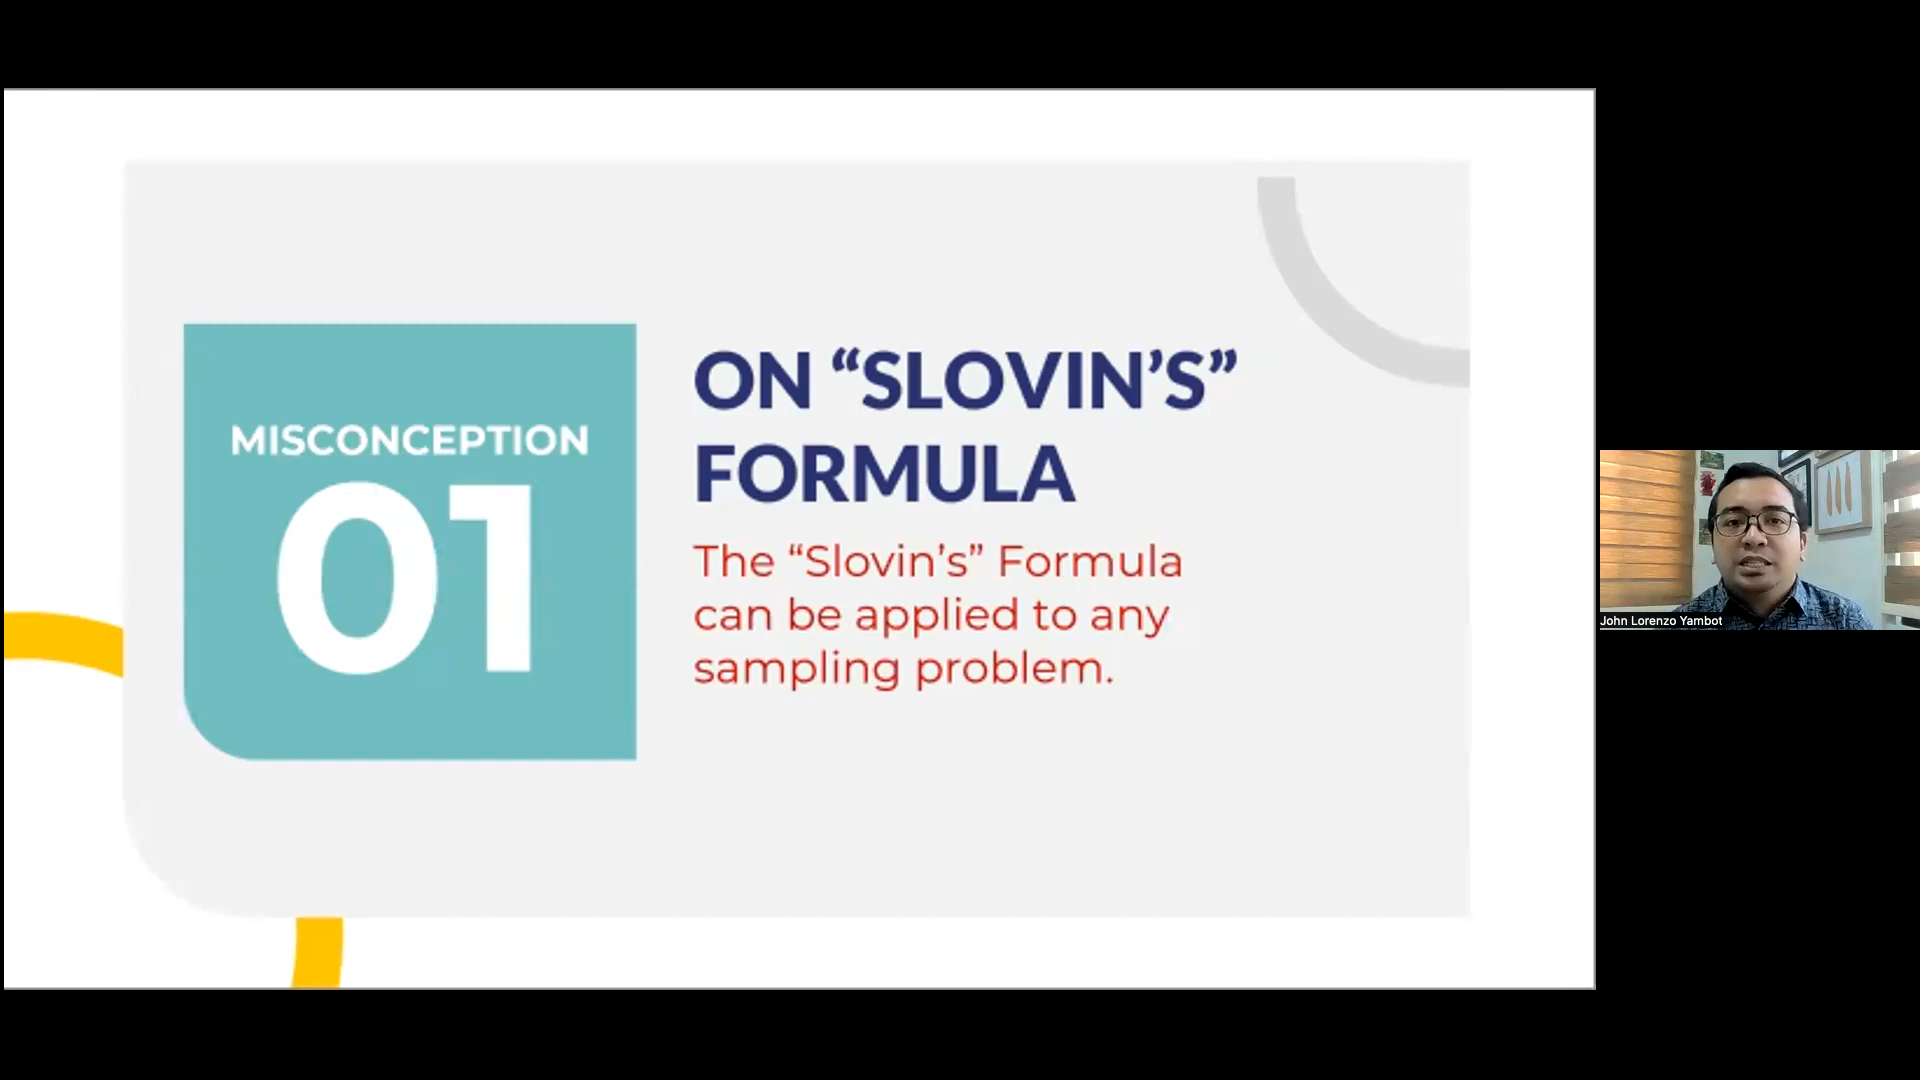 MISCONCEPTION
01
ON “SLOVIN’S”
FORMULA
The “Slovin’s” Formula
can be applied to any
sampling problem.
John Lorenzo Yambot